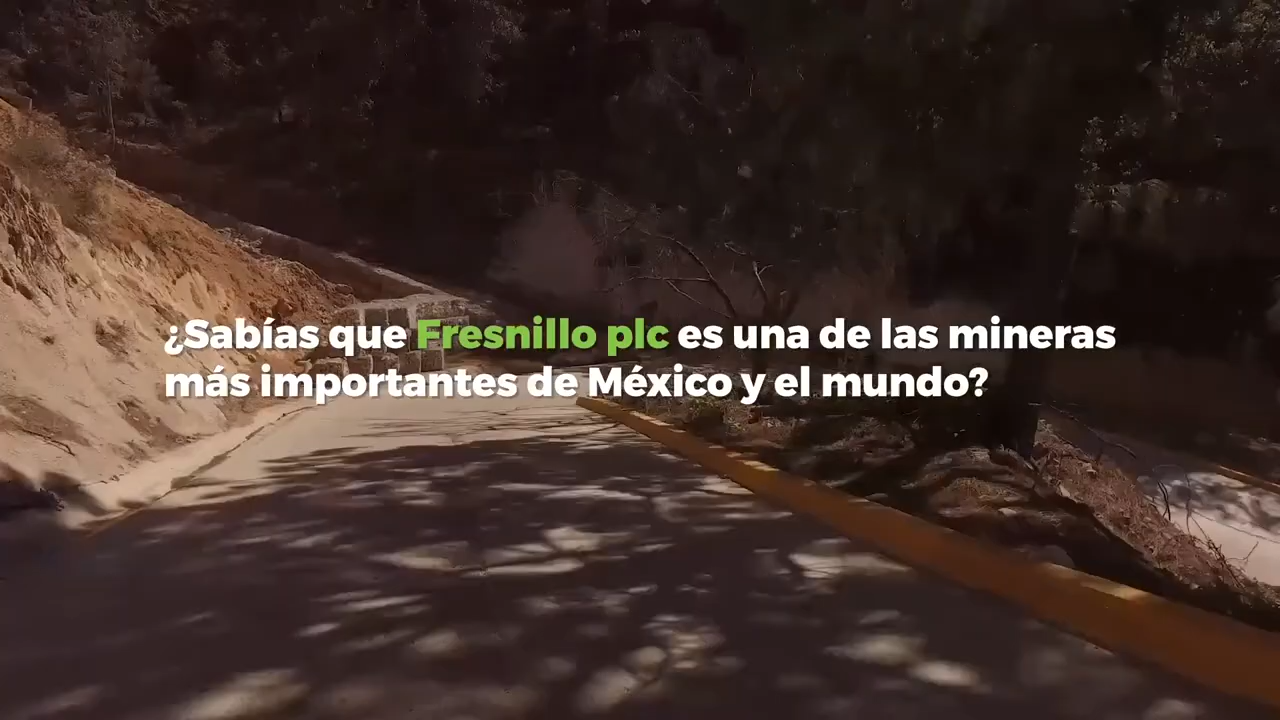 ¿Sabías que Fresnillo plc es una de las mineras
más importantes de México y el mundo?